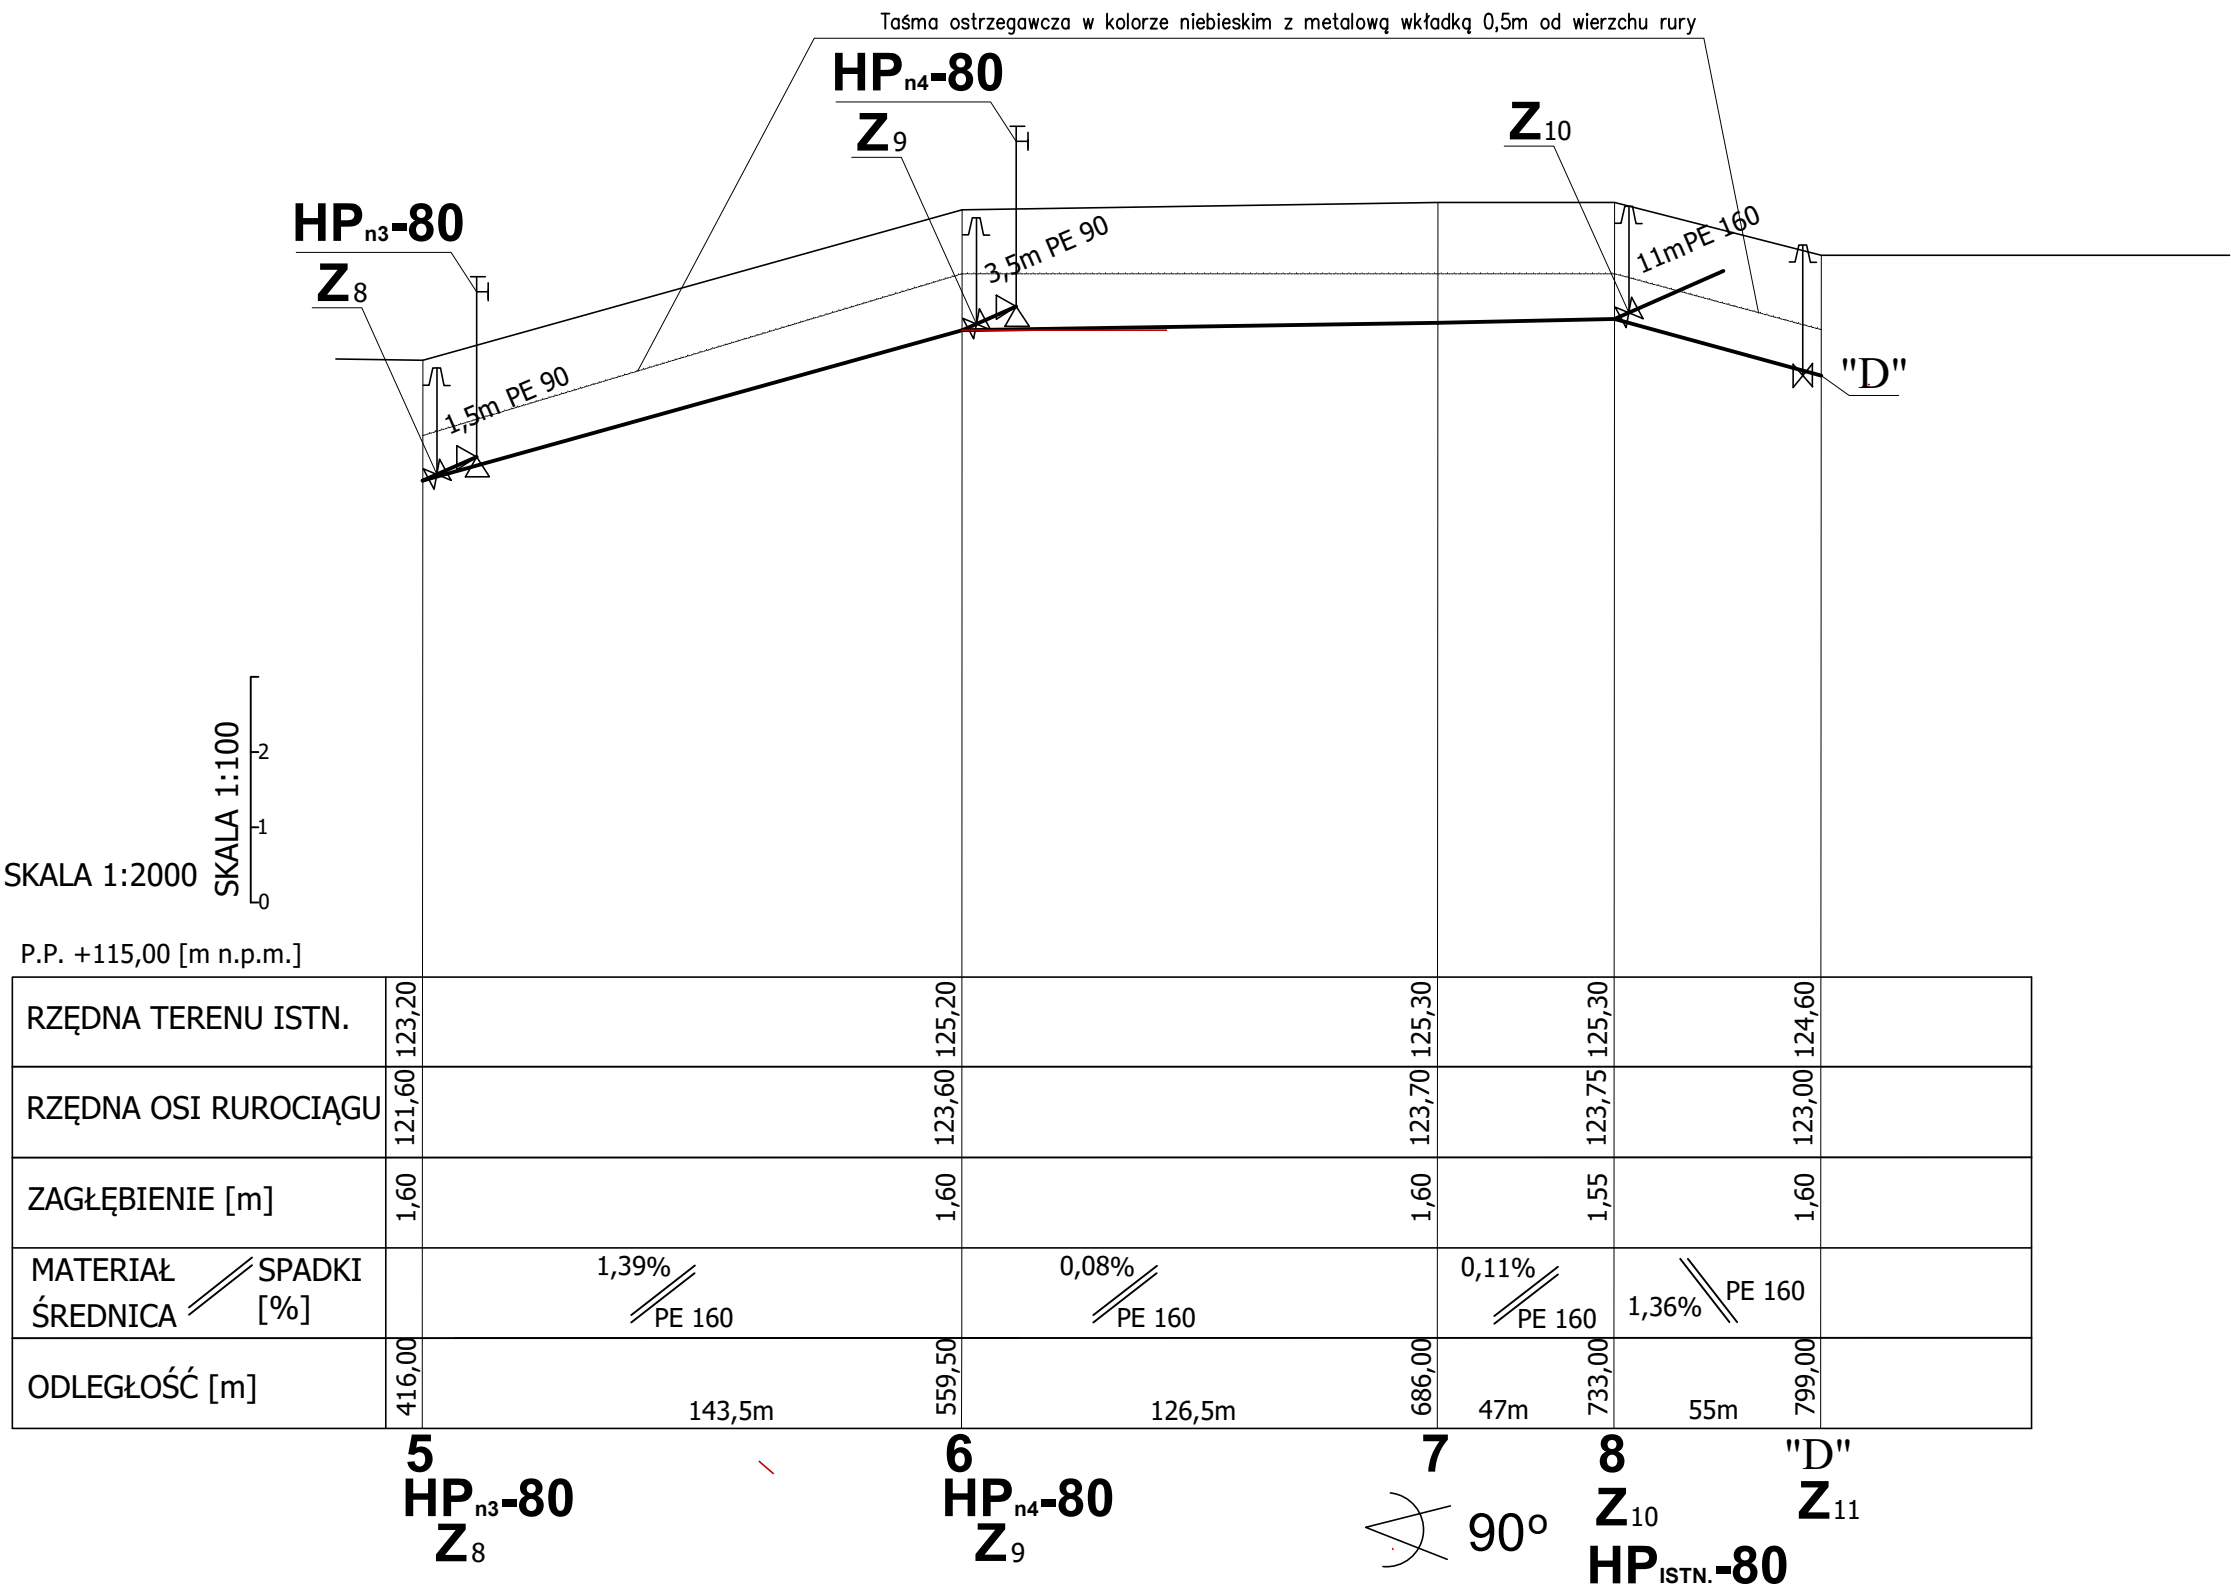 Taśma ostrzegawcza w kolorze niebieskim z metalową wkładką 0,5m od wierzchu rury
HPn4-80
Z9
Z10
HPn3-80
Z8
3,5m PE 90
11mPE 160
1,5m PE 90
"D"
SKALA 1:100
2
1
0
SKALA 1:2000
P.P. +115,00 [m n.p.m.]
RZĘDNA TERENU ISTN. 123,20 125,20 125,30 125,30 124,60
RZĘDNA OSI RUROCIĄGU 121,60 123,60 123,70 123,75 123,00
ZAGŁĘBIENIE [m] 1,60 1,60 1,60 1,55 1,60
MATERIAŁ SPADKI 1,39% 0,08% 0,11%
ŚREDNICA [%] PE 160 PE 160 PE 160 1,36% PE 160
ODLEGŁOŚĆ [m] 416,00 143,5m 559,50 126,5m 686,00 47m 733,00 55m 799,00
5 6 7 8 "D"
HPn3-80 HPn4-80 Z10 Z11
Z8 Z9 90º
HPISTN.-80